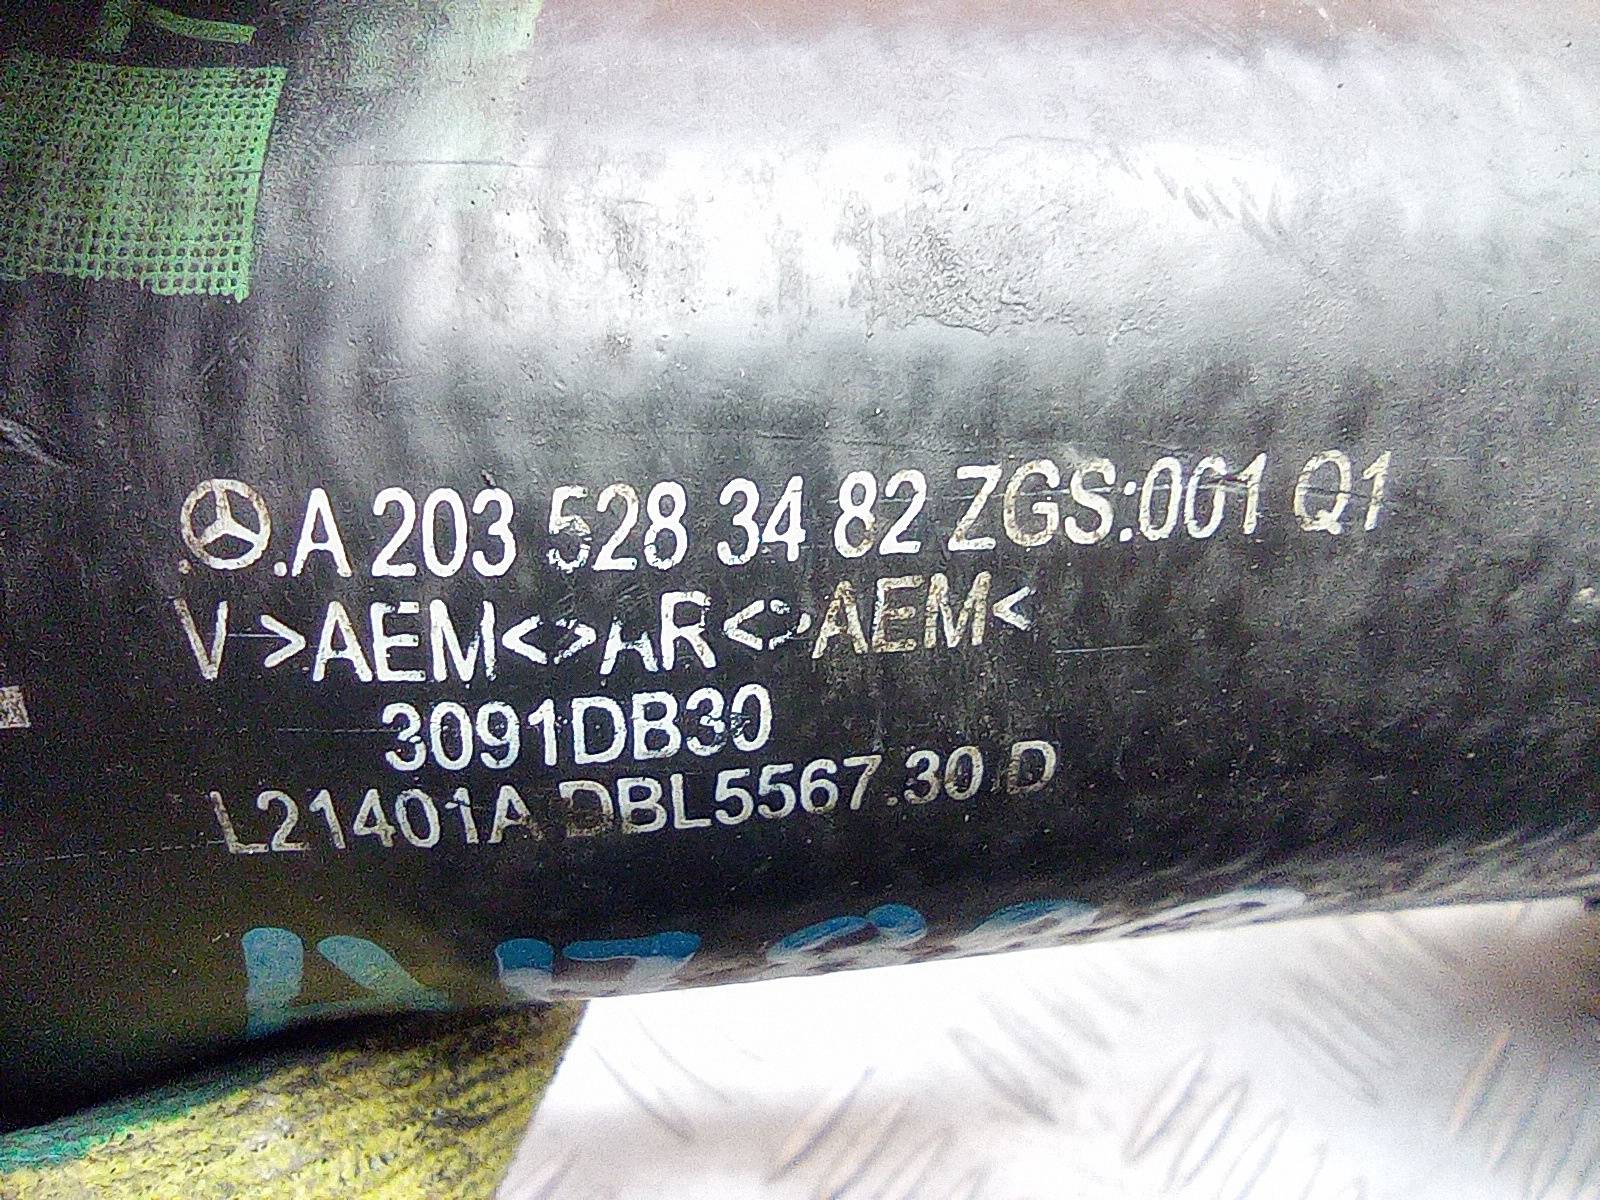 .A 203 528 34 82 ZGS:001 Q1
V >AEM<>AR<>AEM<
3091DB30
L21401A DBL5567.30 D